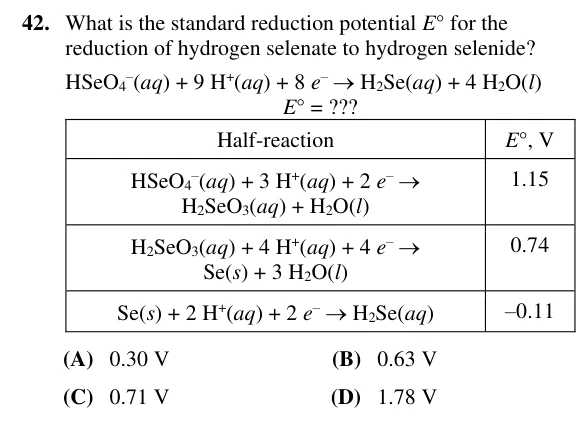 42. What is the standard reduction potential E° for the
reduction of hydrogen selenate to hydrogen selenide?
HSeO₄⁻(aq) + 9 H⁺(aq) + 8 e⁻ → H₂Se(aq) + 4 H₂O(l)
E° = ???
Half-reaction E°, V
HSeO₄⁻(aq) + 3 H⁺(aq) + 2 e⁻ → 1.15
H₂SeO₃(aq) + H₂O(l)
H₂SeO₃(aq) + 4 H⁺(aq) + 4 e⁻ → 0.74
Se(s) + 3 H₂O(l)
Se(s) + 2 H⁺(aq) + 2 e⁻ → H₂Se(aq) –0.11
(A) 0.30 V (B) 0.63 V
(C) 0.71 V (D) 1.78 V